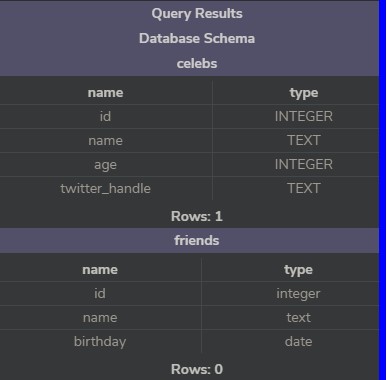 Query Results
Database Schema
celebs
name type
id INTEGER
name TEXT
age INTEGER
twitter_handle TEXT
Rows: 1
friends
name type
id integer
name text
birthday date
Rows: 0